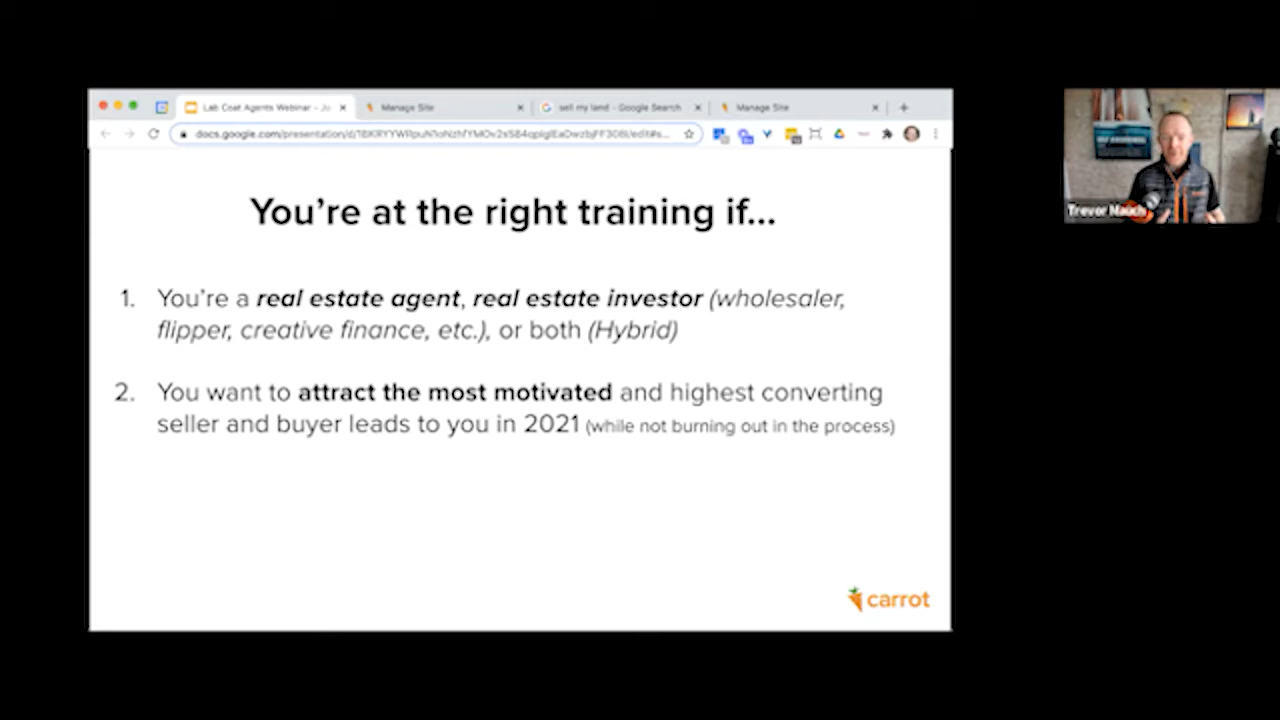 Lab Coat Agents Webinar - Jo
Manage Site
sell my land - Google Search
Manage Site
You're at the right training if...
1. You're a real estate agent, real estate investor (wholesaler,
flipper, creative finance, etc.), or both (Hybrid)
2. You want to attract the most motivated and highest converting
seller and buyer leads to you in 2021 (while not burning out in the process)
carrot
Trevor Mauch